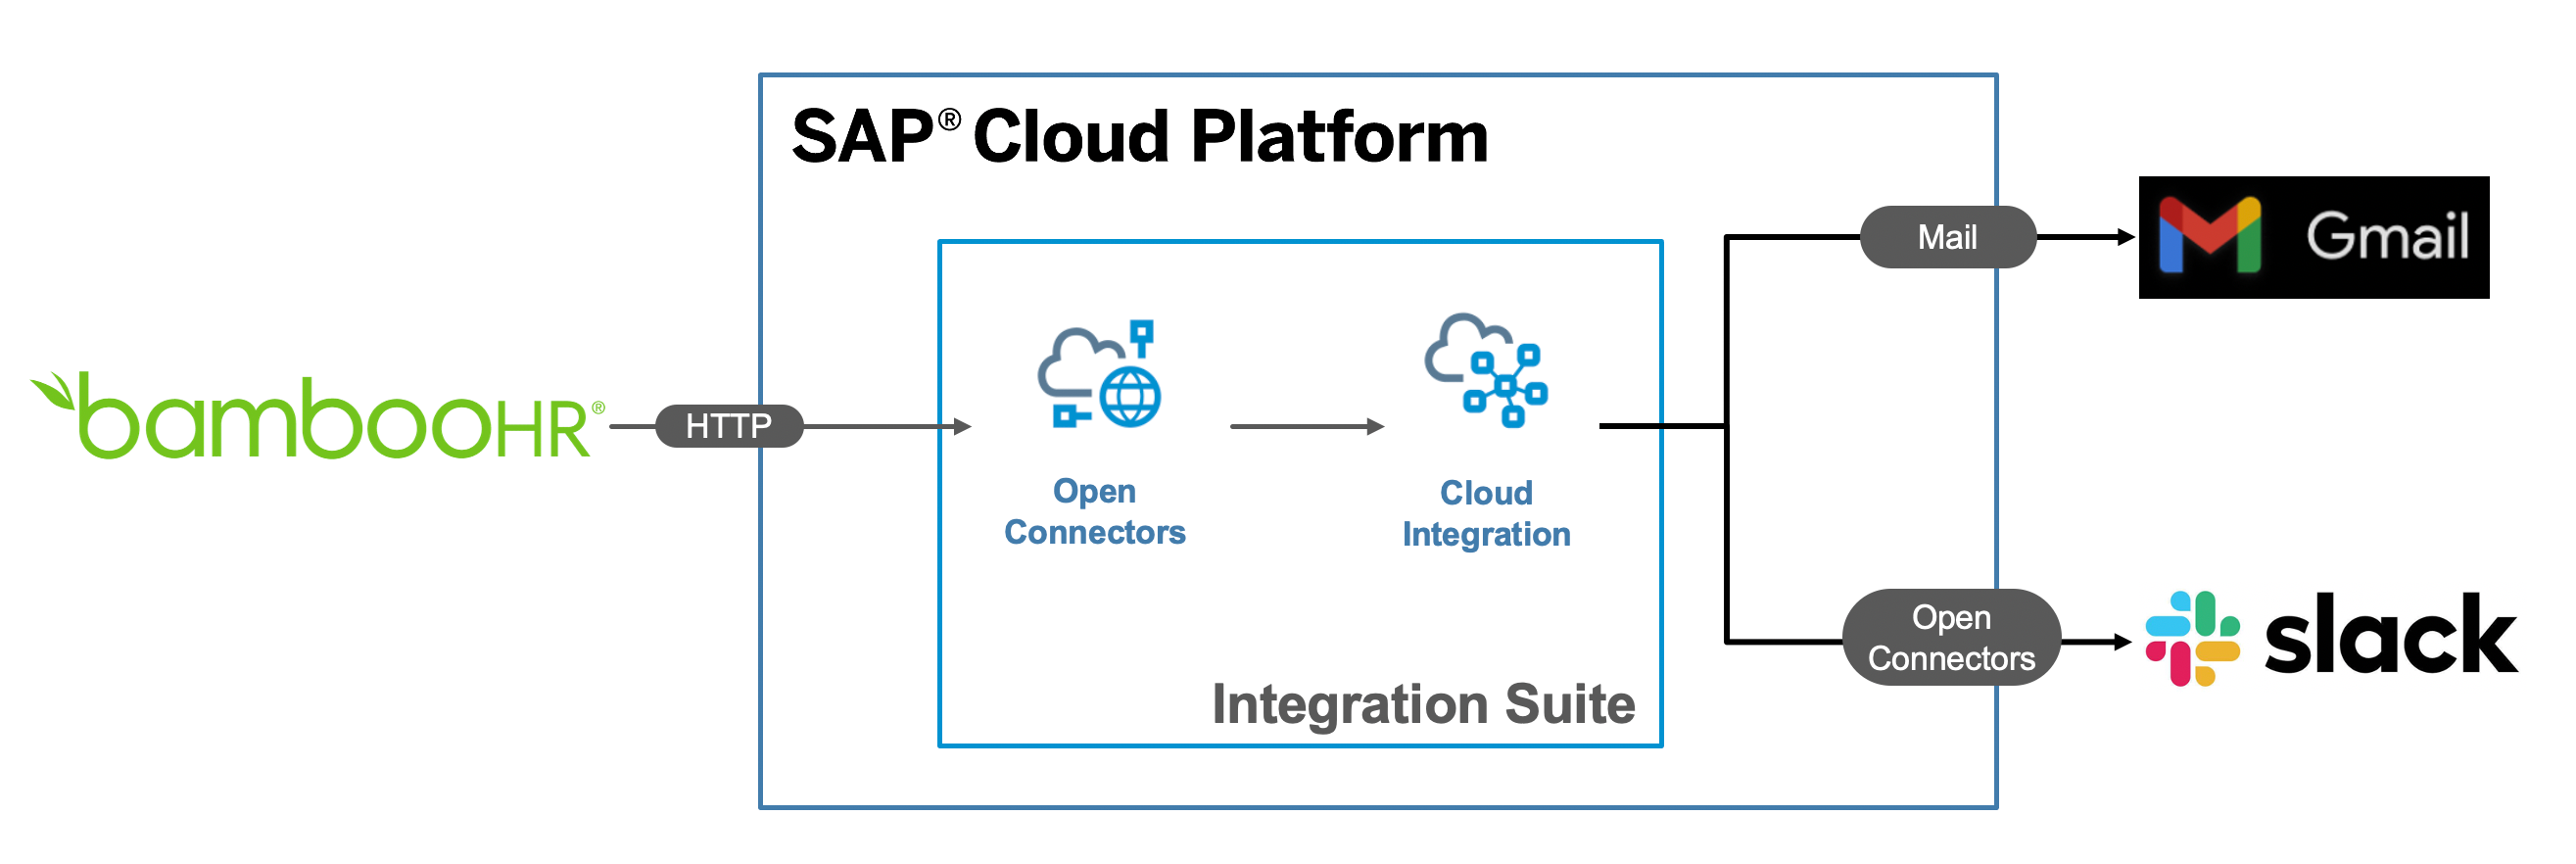 SAP® Cloud Platform
bambooHR®
HTTP
Open
Connectors
Cloud
Integration
Integration Suite
Mail
Gmail
Open
Connectors
slack